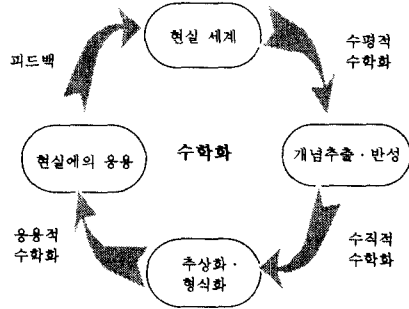 현실 세계
피드백
수평적
수학화
현실에의 응용
수학화
개념추출·반성
응용적
수학화
수직적
수학화
추상화·
형식화